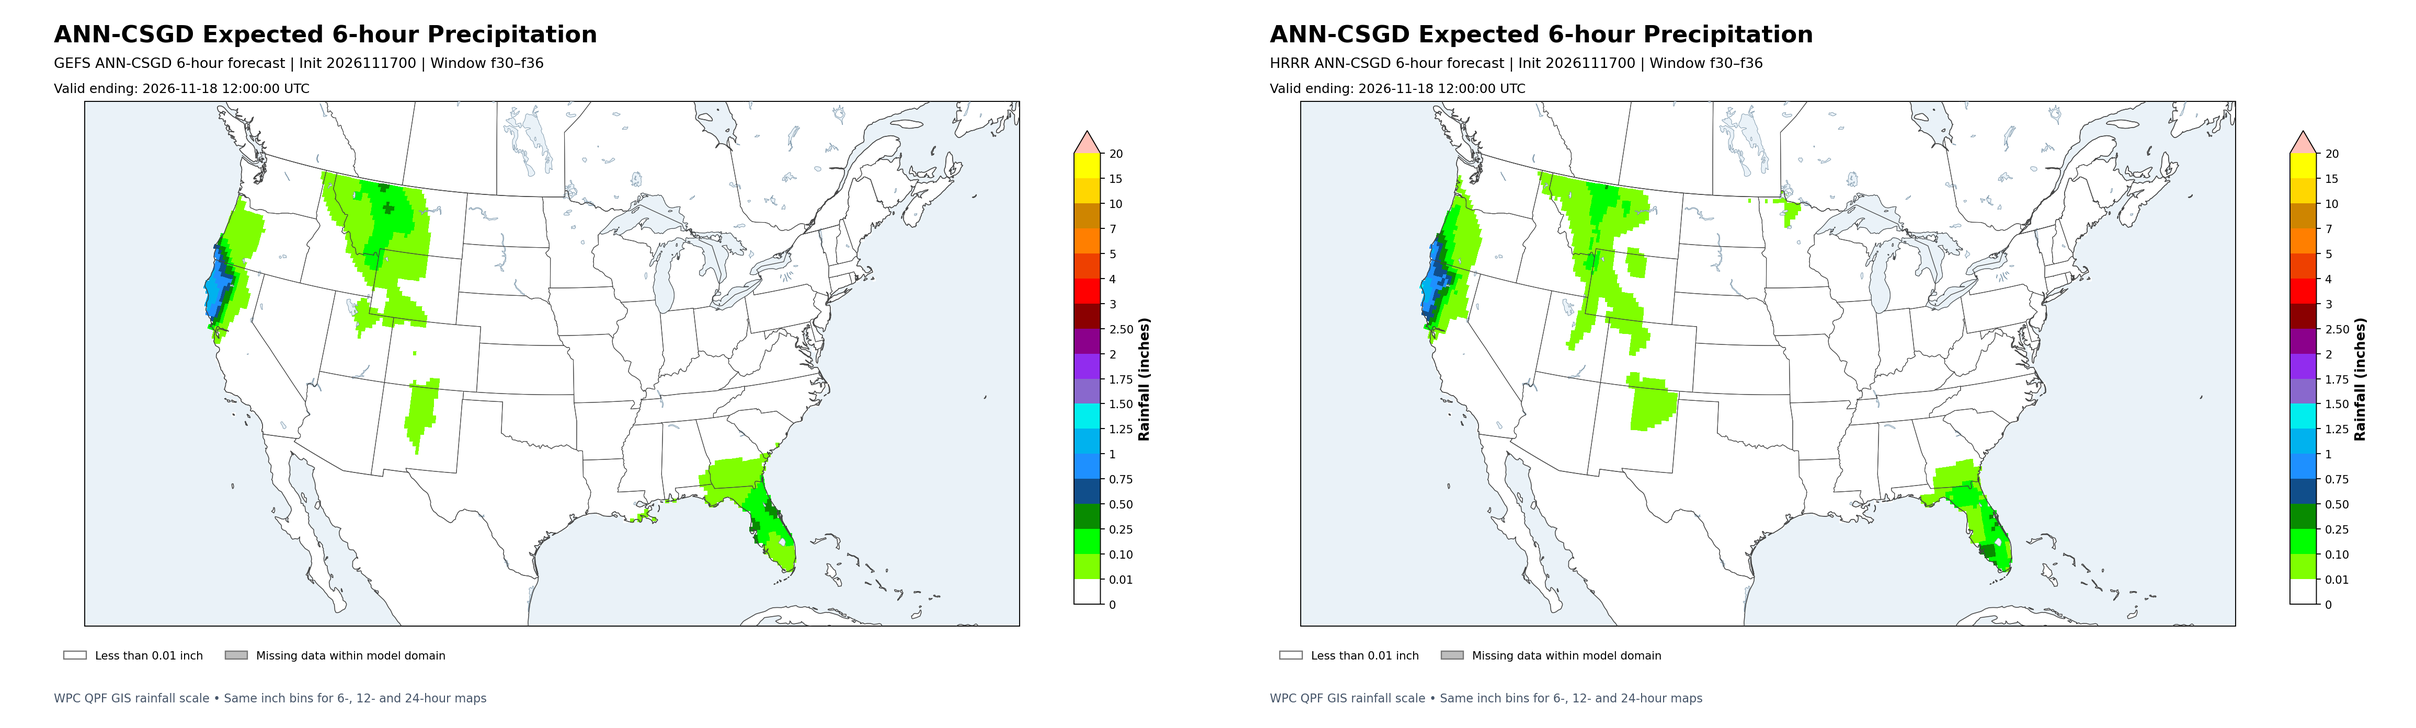 ANN-CSGD Expected 6-hour Precipitation
GEFS ANN-CSGD 6-hour forecast | Init 2026111700 | Window f30–f36
Valid ending: 2026-11-18 12:00:00 UTC
20
15
10
7
5
4
3
2.50
2
1.75
1.50
1.25
1
0.75
0.50
0.25
0.10
0.01
0
Rainfall (inches)
Less than 0.01 inch
Missing data within model domain
WPC QPF GIS rainfall scale • Same inch bins for 6-, 12- and 24-hour maps
ANN-CSGD Expected 6-hour Precipitation
HRRR ANN-CSGD 6-hour forecast | Init 2026111700 | Window f30–f36
Valid ending: 2026-11-18 12:00:00 UTC
20
15
10
7
5
4
3
2.50
2
1.75
1.50
1.25
1
0.75
0.50
0.25
0.10
0.01
0
Rainfall (inches)
Less than 0.01 inch
Missing data within model domain
WPC QPF GIS rainfall scale • Same inch bins for 6-, 12- and 24-hour maps